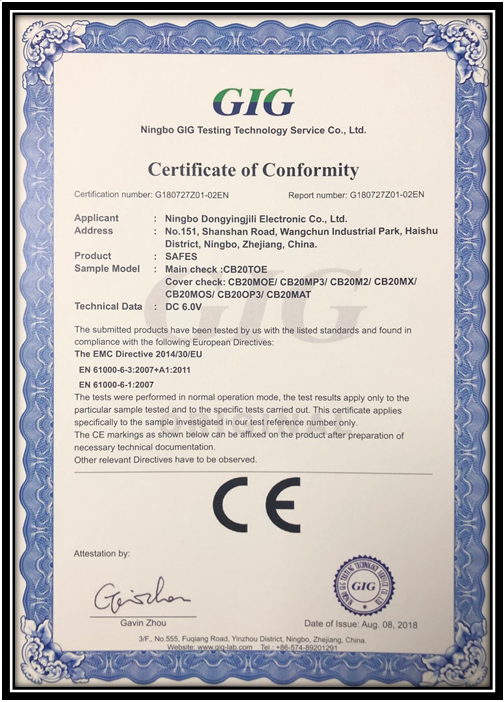 GIG
Ningbo GIG Testing Technology Service Co., Ltd.
Certificate of Conformity
Certification number: G180727Z01-02EN Report number: G180727Z01-02EN
Applicant : Ningbo Dongyingjili Electronic Co., Ltd.
Address : No.151, Shanshan Road, Wangchun Industrial Park, Haishu
District, Ningbo, Zhejiang, China.
Product : SAFES
Sample Model : Main check :CB20TOE
Cover check: CB20MOE/ CB20MP3/ CB20M2/ CB20MX/
CB20MOS/ CB20OP3/ CB20MAT
Technical Data : DC 6.0V
The submitted products have been tested by us with the listed standards and found in
compliance with the following European Directives:
The EMC Directive 2014/30/EU
EN 61000-6-3:2007+A1:2011
EN 61000-6-1:2007
The tests were performed in normal operation mode, the test results apply only to the
particular sample tested and to the specific tests carried out. This certificate applies
specifically to the sample investigated in our test reference number only.
The CE markings as shown below can be affixed on the product after preparation of
necessary technical documentation.
Other relevant Directives have to be observed.
GIG
ORIGINAL
CE
Attestation by:
Gavin Zhou
GIG
Date of Issue: Aug. 08, 2018
3/F., No.555, Fuqiang Road, Yinzhou District, Ningbo, Zhejiang, China.
Website: www.gig-lab.com Tel.: +86-574-89201291